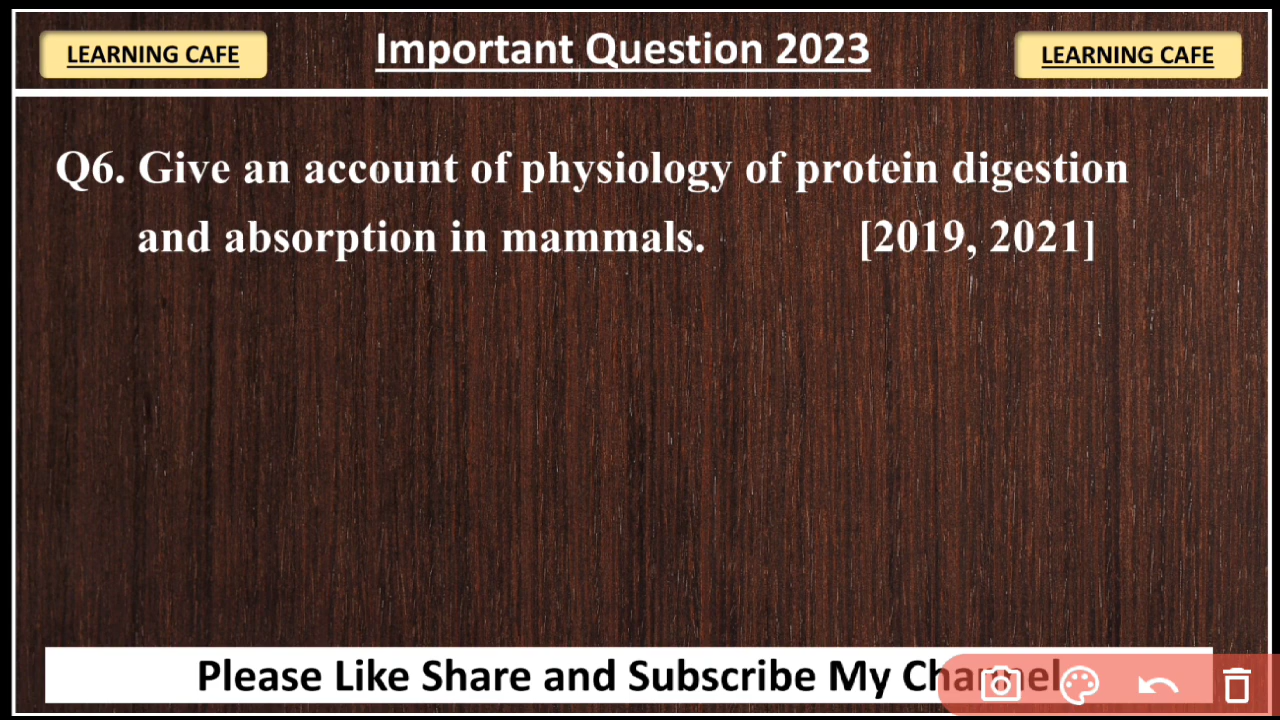 LEARNING CAFE
Important Question 2023
LEARNING CAFE
Q6. Give an account of physiology of protein digestion
and absorption in mammals. [2019, 2021]
Please Like Share and Subscribe My Channel